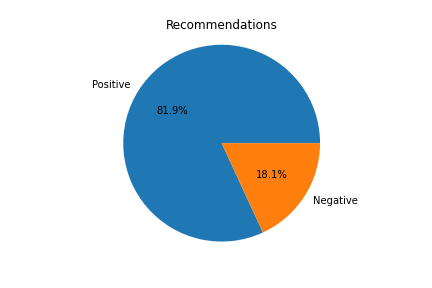 Recommendations
Positive
81.9%
18.1%
Negative